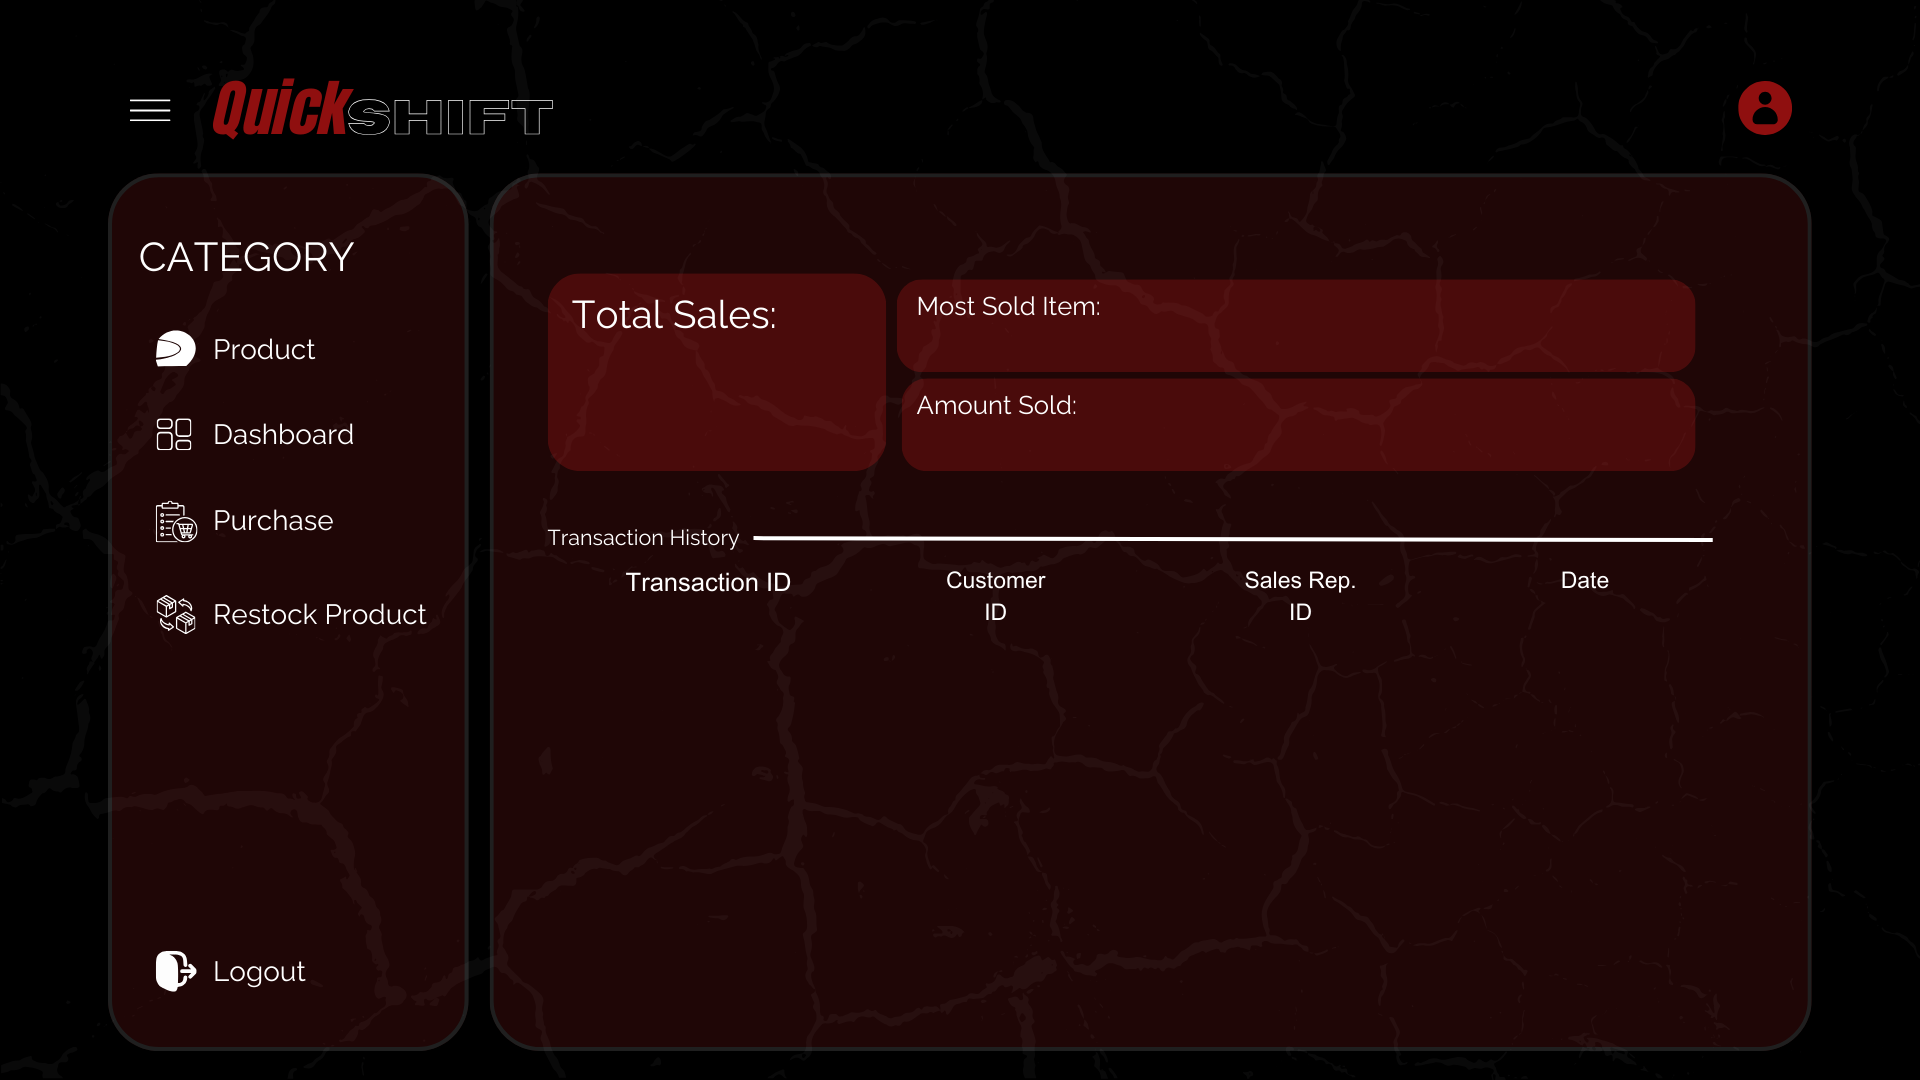 QuickSHIFT
CATEGORY
Product
Dashboard
Purchase
Restock Product
Logout
Total Sales:
Most Sold Item:
Amount Sold:
Transaction History
Transaction ID
Customer
ID
Sales Rep.
ID
Date